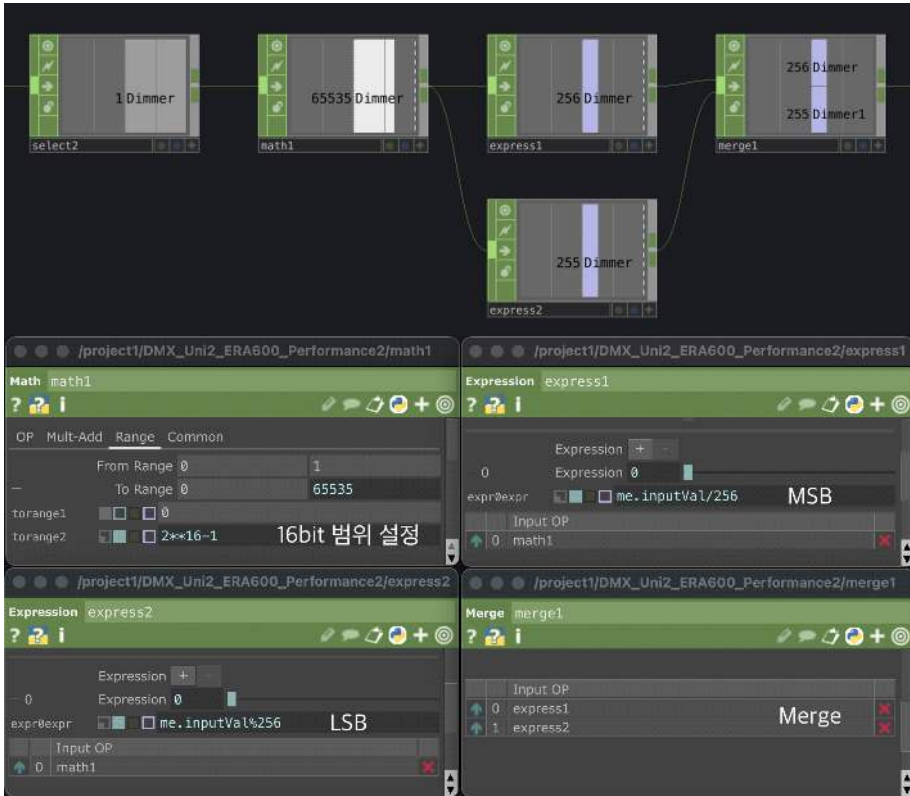 1 Dimmer
select2
65535 Dimmer
math1
256 Dimmer
express1
256 Dimmer
255 Dimmer1
merge1
255 Dimmer
express2
/project1/DMX_Uni2_ERA600_Performance2/math1
Math math1
? ? i
OP Mult-Add Range Common
From Range 0 1
To Range 0 65535
torange1 0
torange2 2**16-1 16bit 범위 설정
/project1/DMX_Uni2_ERA600_Performance2/express1
Expression express1
? ? i
Expression + -
0 Expression 0
expr0expr me.inputVal/256 MSB
Input OP
0 math1
/project1/DMX_Uni2_ERA600_Performance2/express2
Expression express2
? ? i
Expression + -
0 Expression 0
expr0expr me.inputVal%256 LSB
Input OP
0 math1
/project1/DMX_Uni2_ERA600_Performance2/merge1
Merge merge1
? ? i
Input OP
0 express1
1 express2
Merge